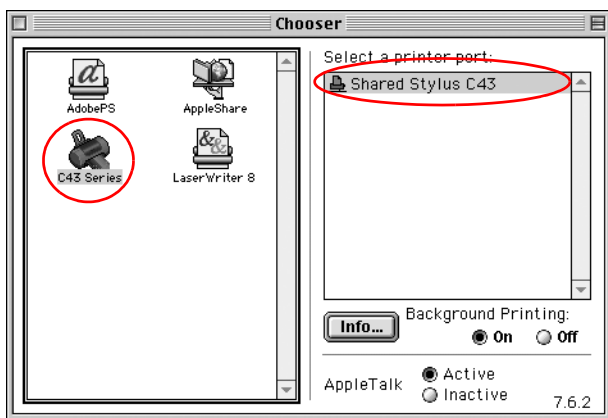 Chooser
AdobePS
AppleShare
C43 Series
LaserWriter 8
Select a printer port:
Shared Stylus C43
Info...
Background Printing:
On
Off
AppleTalk
Active
Inactive
7.6.2